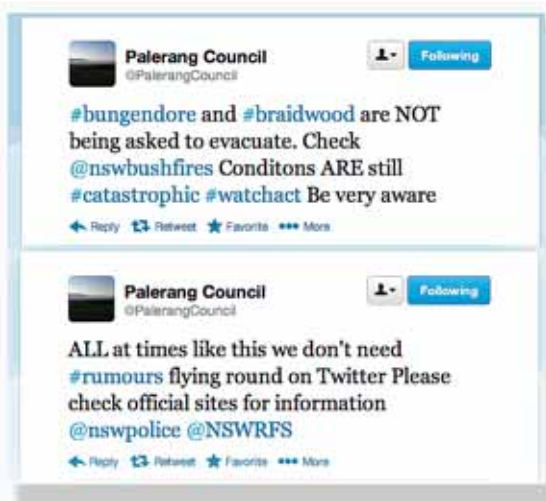 Palerang Council
@PalerangCouncil
Following
#bungendore and #braidwood are NOT
being asked to evacuate. Check
@nswbushfires Conditons ARE still
#catastrophic #watchact Be very aware
Reply Retweet Favorite More
Palerang Council
@PalerangCouncil
Following
ALL at times like this we don't need
#rumours flying round on Twitter Please
check official sites for information
@nswpolice @NSWRFS
Reply Retweet Favorite More